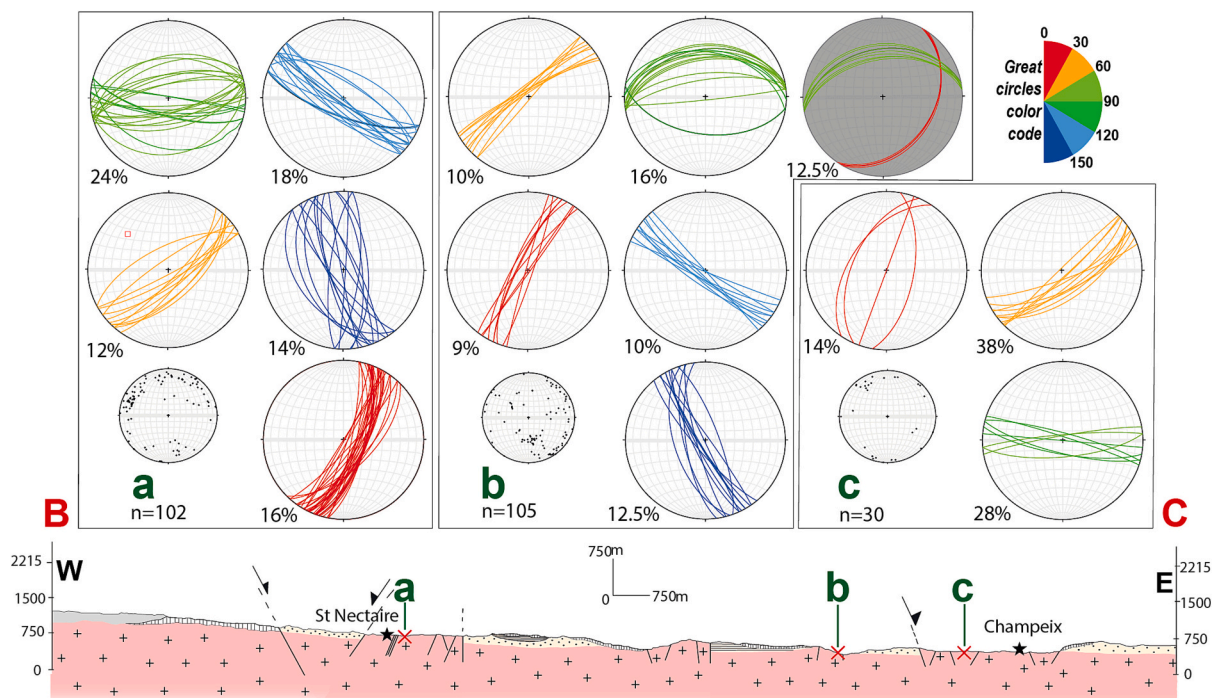 0
30
60
90
120
150
Great
circles
color
code
24%
18%
10%
16%
12.5%
12%
14%
9%
10%
14%
38%
a
n=102
16%
b
n=105
12.5%
c
n=30
28%
B
C
2215
1500
750
0
W
St Nectaire
a
750m
0
750m
b
c
Champeix
E
2215
1500
750
0